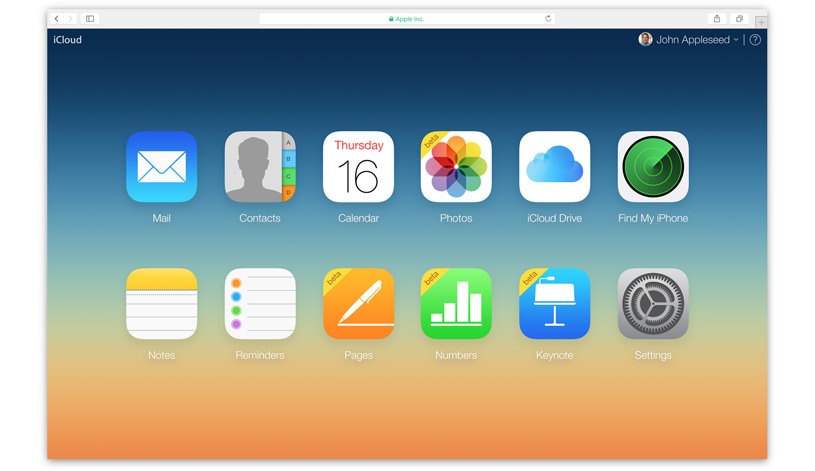 Apple Inc.
iCloud
John Appleseed
?
A
B
C
D
Thursday
16
beta
Mail
Contacts
Calendar
Photos
iCloud Drive
Find My iPhone
beta
beta
beta
Notes
Reminders
Pages
Numbers
Keynote
Settings